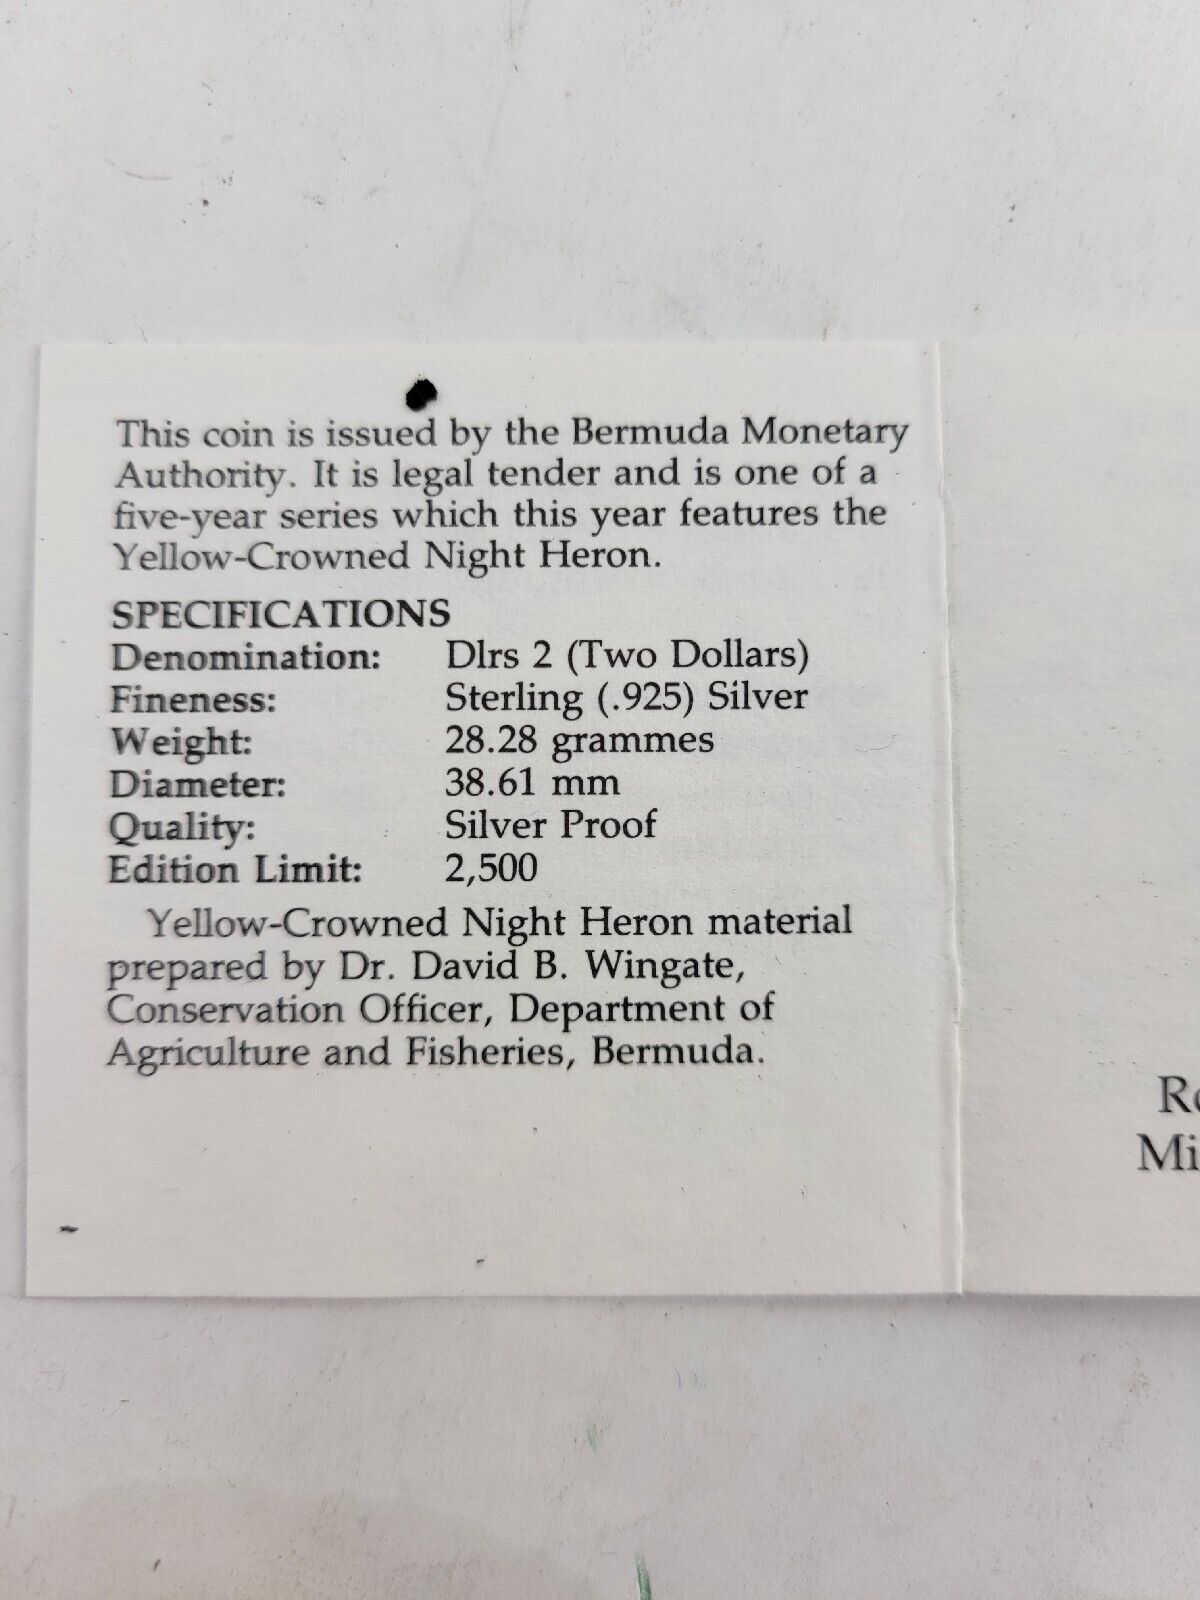 This coin is issued by the Bermuda Monetary
Authority. It is legal tender and is one of a
five-year series which this year features the
Yellow-Crowned Night Heron.
SPECIFICATIONS
Denomination: Dlrs 2 (Two Dollars)
Fineness: Sterling (.925) Silver
Weight: 28.28 grammes
Diameter: 38.61 mm
Quality: Silver Proof
Edition Limit: 2,500
Yellow-Crowned Night Heron material
prepared by Dr. David B. Wingate,
Conservation Officer, Department of
Agriculture and Fisheries, Bermuda.